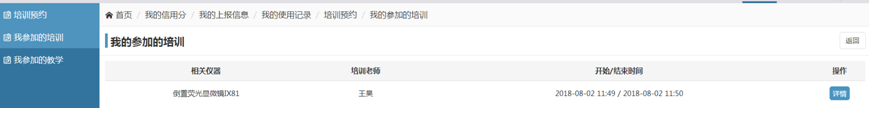 培训预约
我参加的培训
我参加的教学
首页 / 我的信用分 / 我的上报信息 / 我的使用记录 / 培训预约 / 我参加的培训
我的参加的培训
返回
相关仪器 培训老师 开始/结束时间 操作
倒置荧光显微镜IX81 王昊 2018-08-02 11:49 / 2018-08-02 11:50 详情